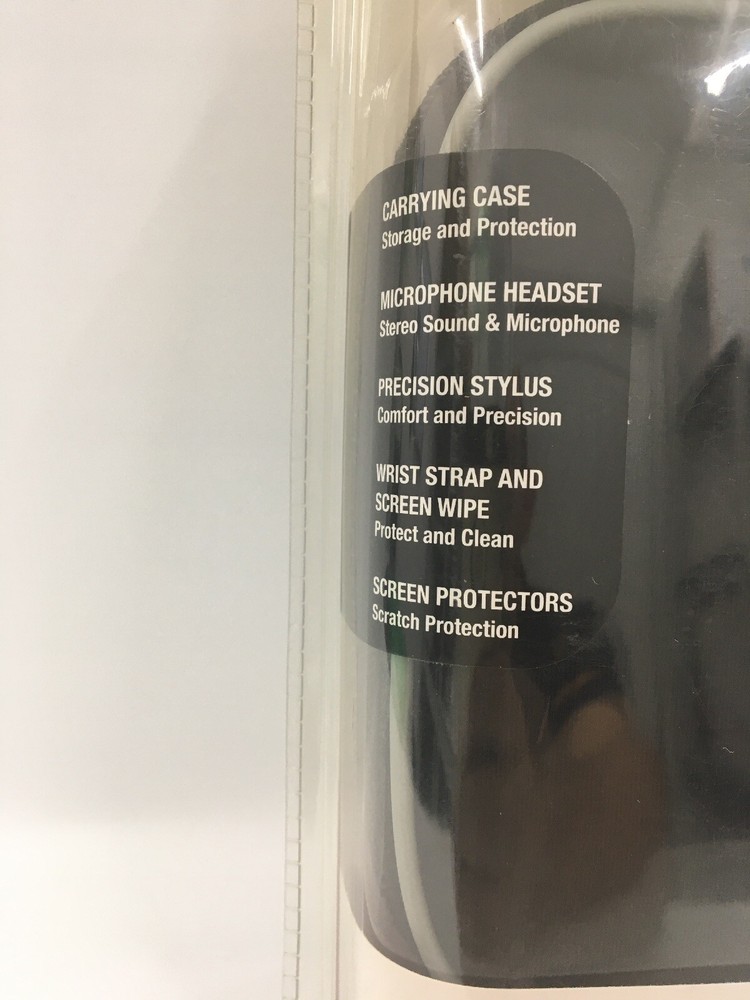 CARRYING CASE
Storage and Protection
MICROPHONE HEADSET
Stereo Sound & Microphone
PRECISION STYLUS
Comfort and Precision
WRIST STRAP AND
SCREEN WIPE
Protect and Clean
SCREEN PROTECTORS
Scratch Protection